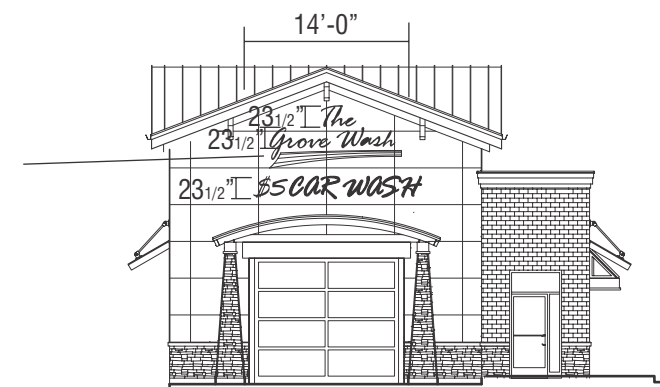 14'-0"
23 1/2" The
23 1/2" Grove Wash
23 1/2" $5 CAR WASH